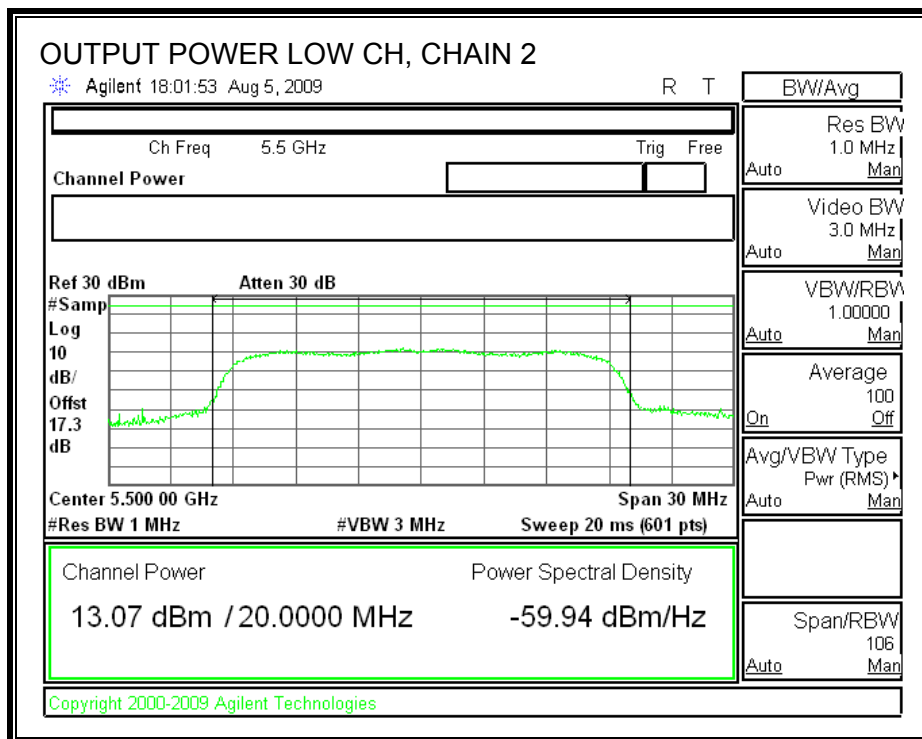 OUTPUT POWER LOW CH, CHAIN 2
Agilent 18:01:53 Aug 5, 2009 R T
Ch Freq 5.5 GHz Trig Free
Channel Power
Ref 30 dBm Atten 30 dB
#Samp
Log
10
dB/
Offst
17.3
dB
Center 5.500 00 GHz Span 30 MHz
#Res BW 1 MHz #VBW 3 MHz Sweep 20 ms (601 pts)
Channel Power Power Spectral Density
13.07 dBm / 20.0000 MHz -59.94 dBm/Hz
Copyright 2000-2009 Agilent Technologies
BW/Avg
Res BW
1.0 MHz
Auto Man
Video BW
3.0 MHz
Auto Man
VBW/RBW
1.00000
Auto Man
Average
100
On Off
Avg/VBW Type
Pwr (RMS)
Auto Man
Span/RBW
106
Auto Man